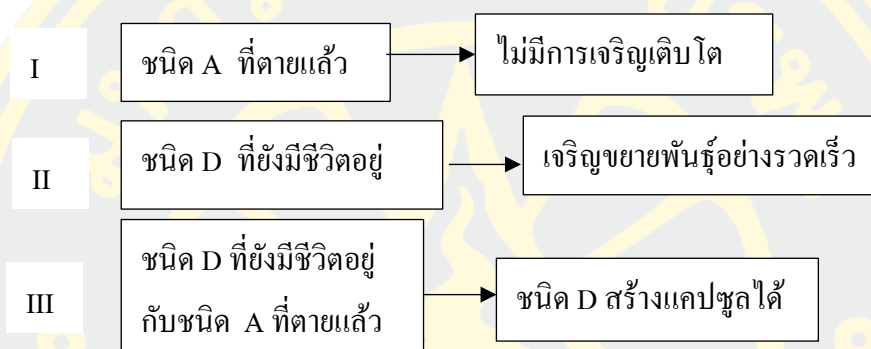 I
ชนิด A ที่ตายแล้ว
ไม่มีการเจริญเติบโต
II
ชนิด D ที่ยังมีชีวิตอยู่
เจริญขยายพันธุ์อย่างรวดเร็ว
III
ชนิด D ที่ยังมีชีวิตอยู่
กับชนิด A ที่ตายแล้ว
ชนิด D สร้างแคปซูลได้